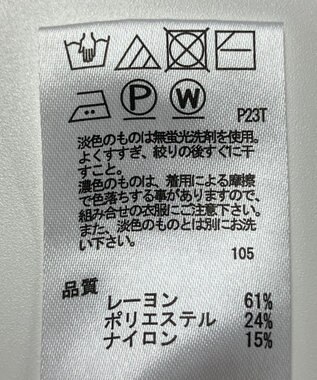 P W P23T
淡色のものは無蛍光洗剤を使用。
よくすすぎ、絞りの後すぐに干
すこと。
濃色のものは、着用による摩擦
で色落ちする事がありますので、
組み合せの衣服にご注意下さい。
また、淡色のものとは別にお洗
い下さい。
105
品質
レーヨン 61%
ポリエステル 24%
ナイロン 15%